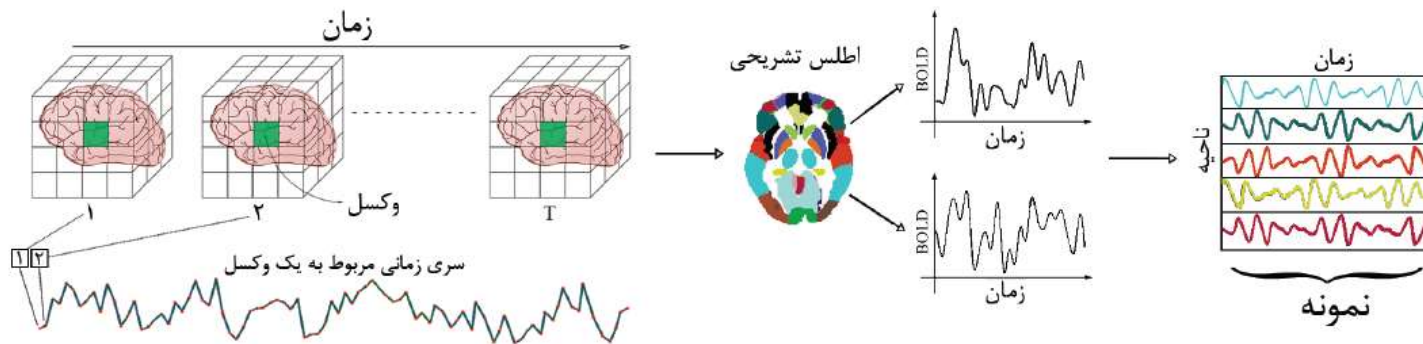 زمان
۱
۲
T
وکسل
۱ ۲
سری زمانی مربوط به یک وکسل
اطلس تشریحی
BOLD
زمان
BOLD
زمان
زمان
ناحیه
نمونه